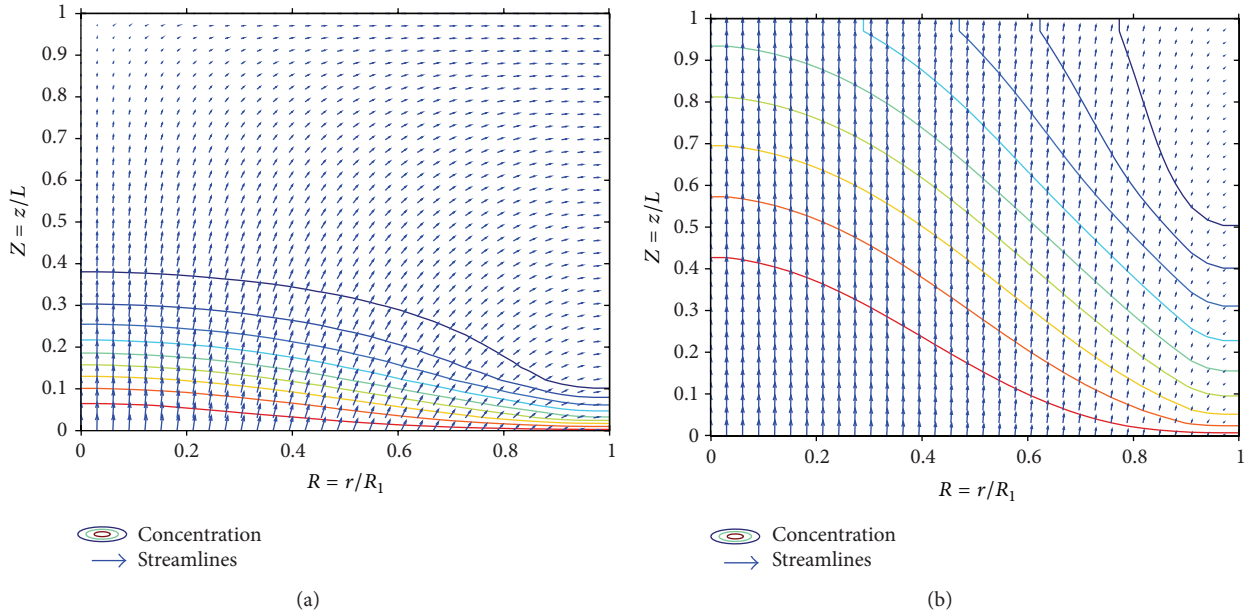 1
0.9
0.8
0.7
0.6
0.5
0.4
0.3
0.2
0.1
0
Z = z/L
0 0.2 0.4 0.6 0.8 1
R = r/R₁
Concentration
Streamlines
(a)
1
0.9
0.8
0.7
0.6
0.5
0.4
0.3
0.2
0.1
0
Z = z/L
0 0.2 0.4 0.6 0.8 1
R = r/R₁
Concentration
Streamlines
(b)